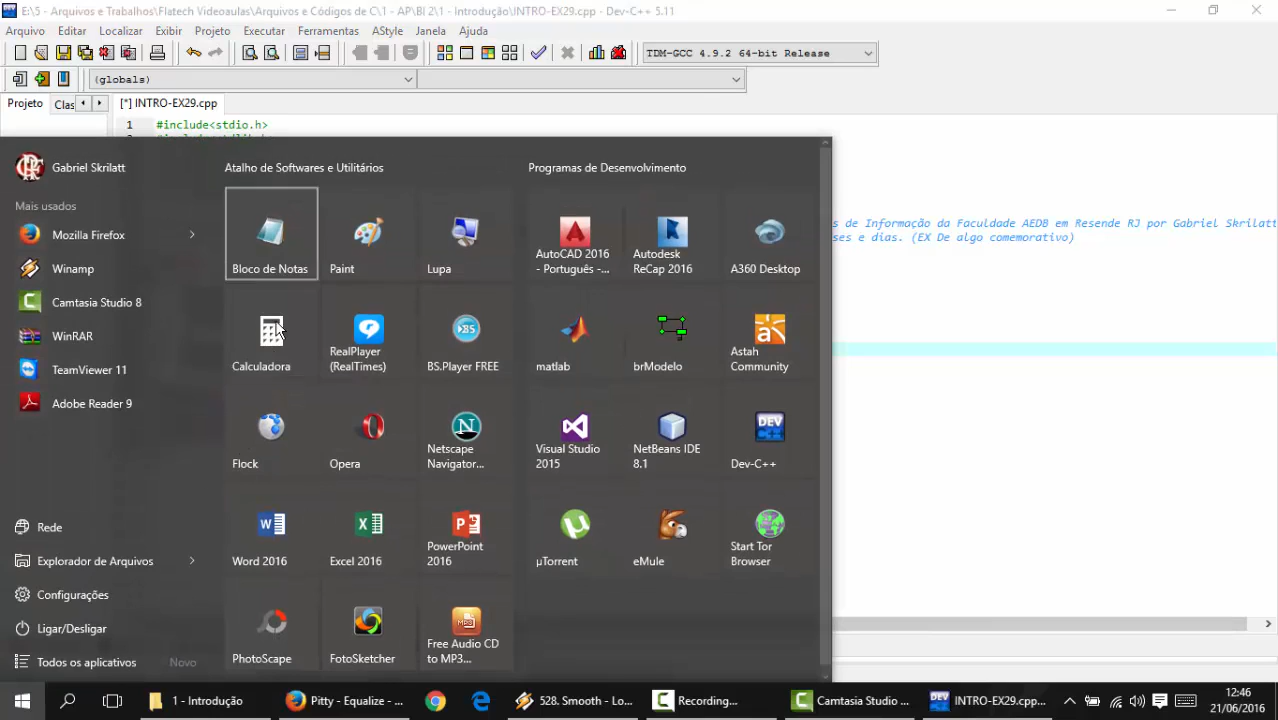 E:\5 - Arquivos e Trabalhos\Flatech Videoaulas\Arquivos e Códigos de C\1 - AP\BI 2\1 - Introdução\INTRO-EX29.cpp - Dev-C++ 5.11
Arquivo Editar Localizar Exibir Projeto Executar Ferramentas AStyle Janela Ajuda
TDM-GCC 4.9.2 64-bit Release
(globals)
Projeto Clas [*] INTRO-EX29.cpp
1 #include<stdio.h>
Gabriel Skrilatt
Atalho de Softwares e Utilitários
Programas de Desenvolvimento
Mais usados
Mozilla Firefox
Winamp
Camtasia Studio 8
WinRAR
TeamViewer 11
Adobe Reader 9
Rede
Explorador de Arquivos
Configurações
Ligar/Desligar
Todos os aplicativos Novo
Bloco de Notas
Paint
Lupa
Calculadora
RealPlayer
(RealTimes)
BS.Player FREE
Flock
Opera
Netscape
Navigator...
Word 2016
Excel 2016
PowerPoint
2016
PhotoScape
FotoSketcher
Free Audio CD
to MP3...
AutoCAD 2016
- Português -...
Autodesk
ReCap 2016
A360 Desktop
matlab
brModelo
Astah
Community
Visual Studio
2015
NetBeans IDE
8.1
Dev-C++
µTorrent
eMule
Start Tor
Browser
s de Informação da Faculdade AEDB em Resende RJ por Gabriel Skrilatt
ses e dias. (EX De algo comemorativo)
1 - Introdução
Pitty - Equalize - ...
528. Smooth - Lo...
Recording...
Camtasia Studio ...
INTRO-EX29.cpp...
12:46
21/06/2016